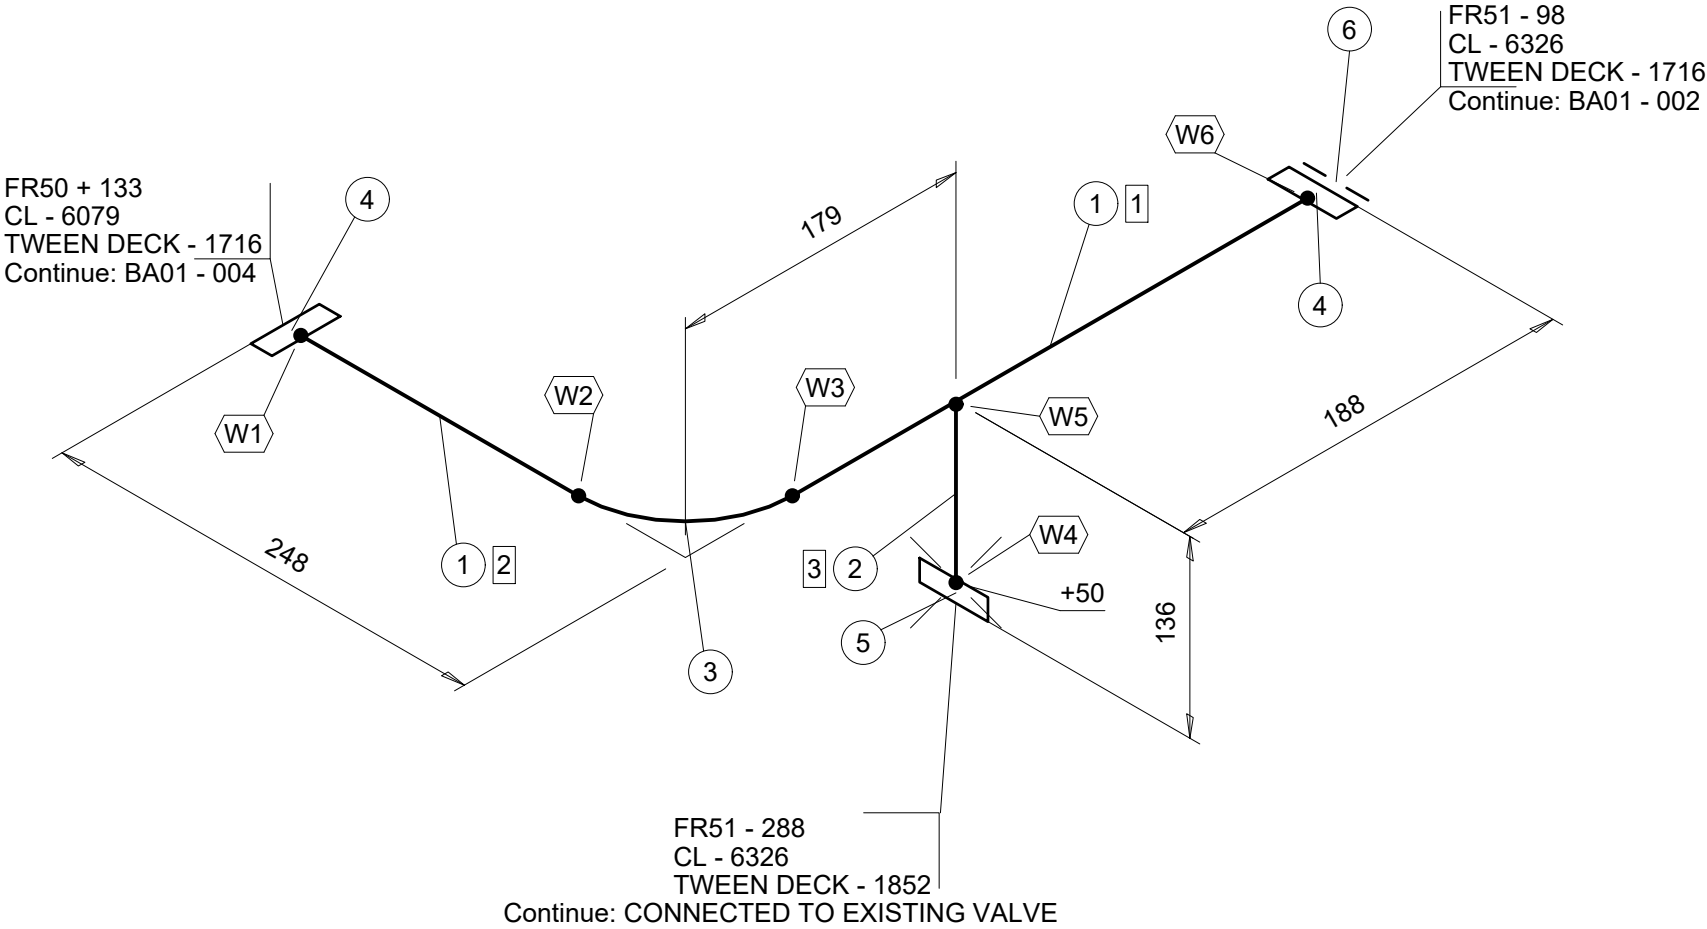 FR51 - 98
CL - 6326
TWEEN DECK - 1716
Continue: BA01 - 002
6
W6
FR50 + 133
CL - 6079
TWEEN DECK - 1716
Continue: BA01 - 004
4
179
1 1
4
W1
W2
W3
W5
188
248
1 2
3 2
W4
+50
136
5
3
FR51 - 288
CL - 6326
TWEEN DECK - 1852
Continue: CONNECTED TO EXISTING VALVE